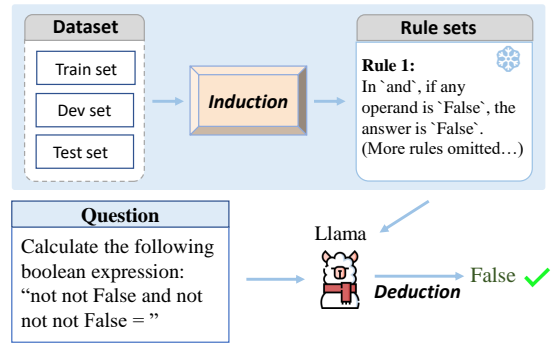 Dataset
Train set
Dev set
Test set
Induction
Rule sets
Rule 1:
In `and`, if any
operand is `False`, the
answer is `False`.
(More rules omitted…)
Question
Calculate the following
boolean expression:
“not not False and not
not not False = ”
Llama
Deduction
False